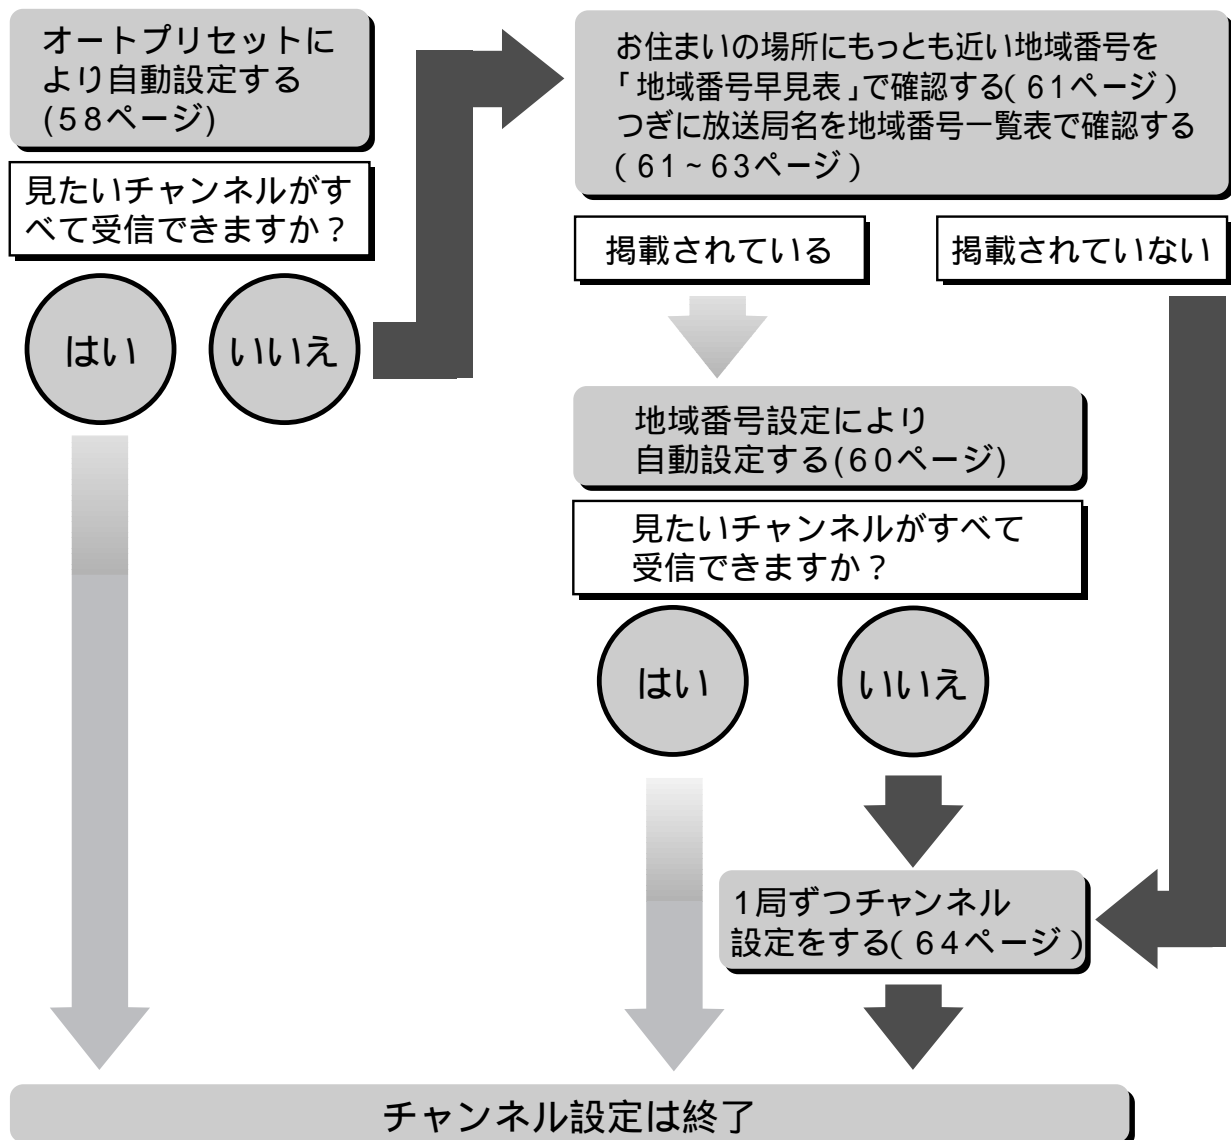 オートプリセットに
より自動設定する
(58ページ)
見たいチャンネルがす
べて受信できますか？
はい
いいえ
お住まいの場所にもっとも近い地域番号を
「地域番号早見表」で確認する(61ページ)
つぎに放送局名を地域番号一覧表で確認する
(61~63ページ)
掲載されている
掲載されていない
地域番号設定により
自動設定する(60ページ)
見たいチャンネルがすべて
受信できますか？
はい
いいえ
1局ずつチャンネル
設定をする(64ページ)
チャンネル設定は終了